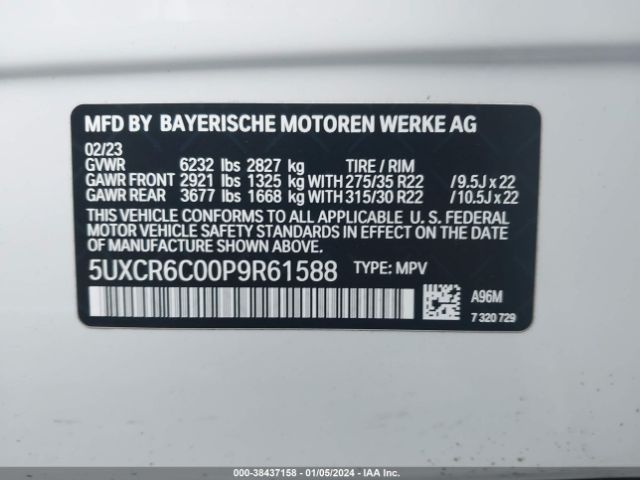 MFD BY BAYERISCHE MOTOREN WERKE AG
02/23
GVWR 6232 lbs 2827 kg TIRE / RIM
GAWR FRONT 2921 lbs 1325 kg WITH 275/35 R22 / 9.5J x 22
GAWR REAR 3677 lbs 1668 kg WITH 315/30 R22 / 10.5J x 22
THIS VEHICLE CONFORMS TO ALL APPLICABLE U.S. FEDERAL
MOTOR VEHICLE SAFETY STANDARDS IN EFFECT ON THE
DATE OF MANUFACTURE SHOWN ABOVE.
5UXCR6C00P9R61588 TYPE: MPV
A96M
7 320 729
000-38437158 - 01/05/2024 - IAAI.COM